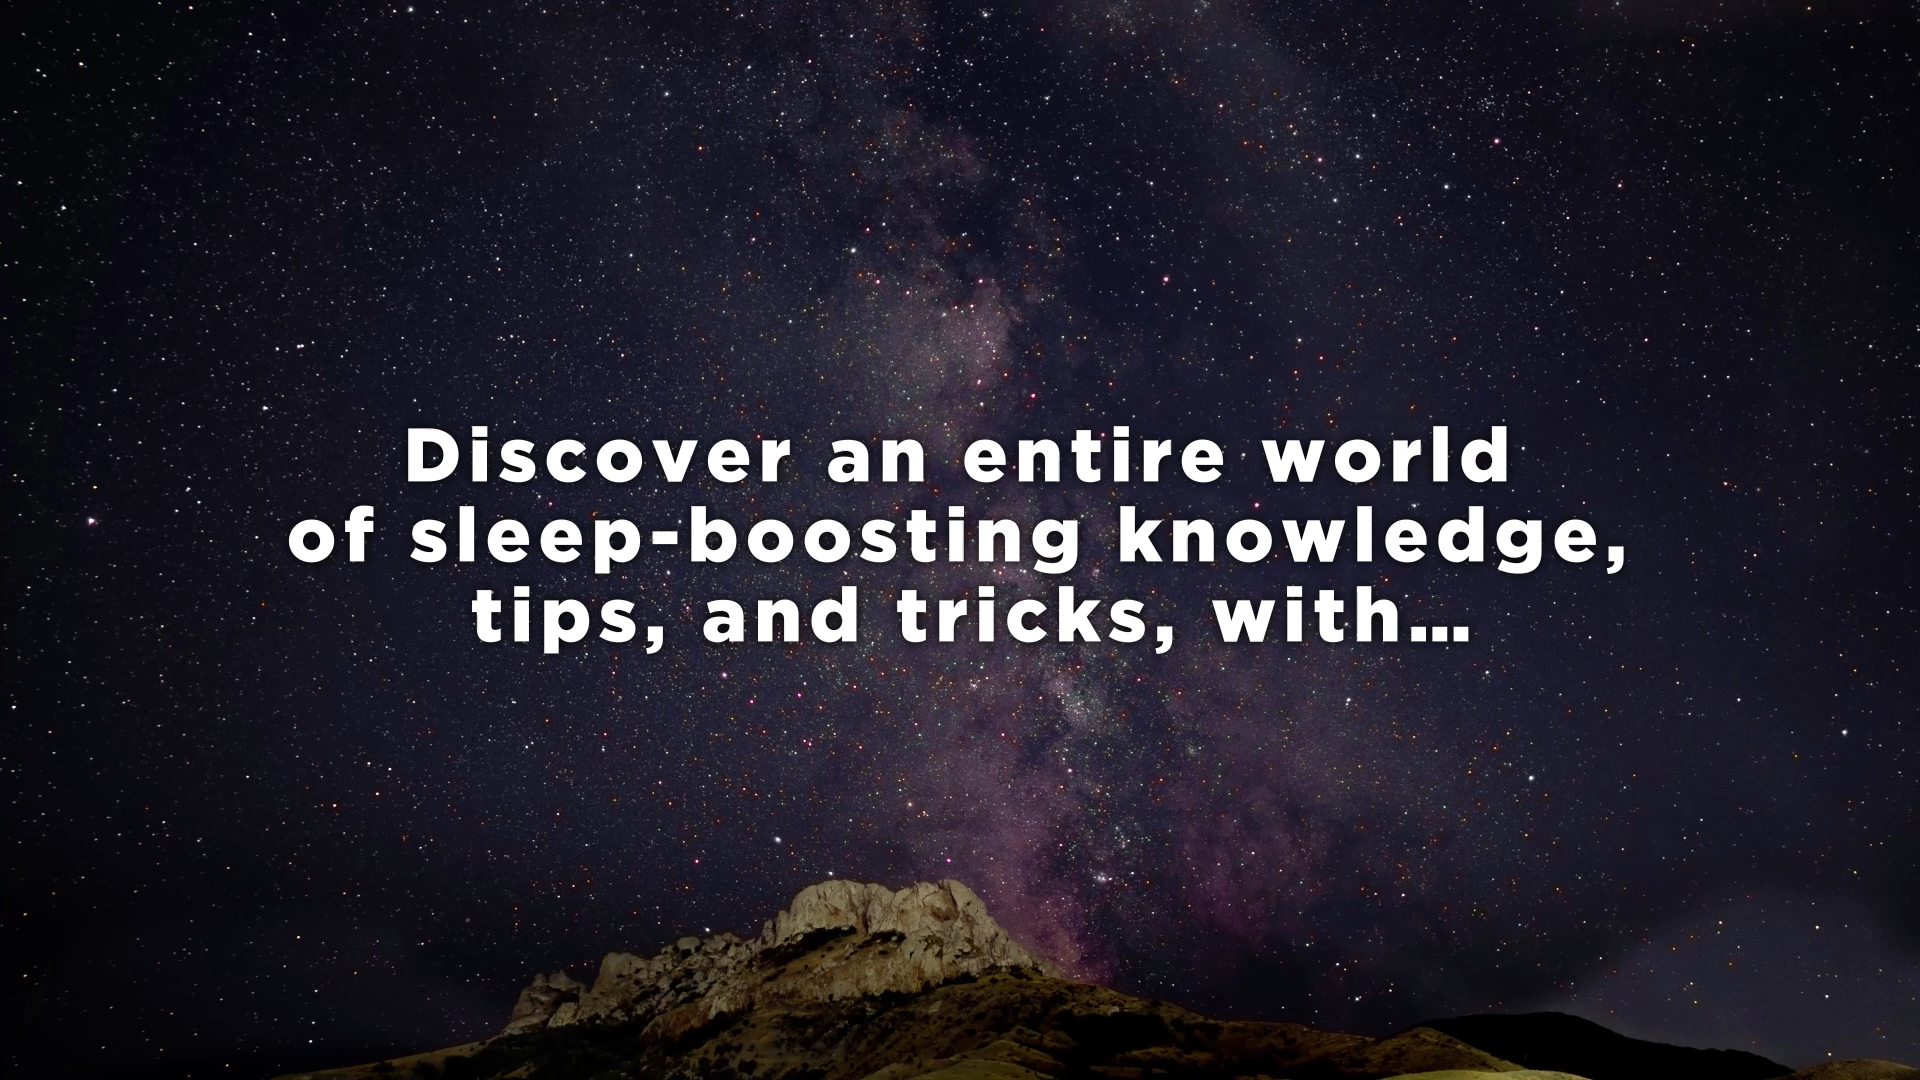 Discover an entire world
of sleep-boosting knowledge,
tips, and tricks, with…